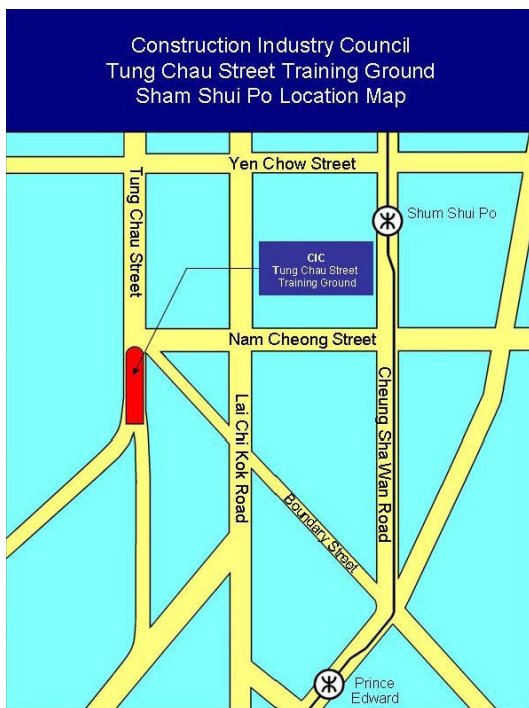 Construction Industry Council
Tung Chau Street Training Ground
Sham Shui Po Location Map
Yen Chow Street
Tung Chau Street
Shum Shui Po
CIC
Tung Chau Street
Training Ground
Nam Cheong Street
Lai Chi Kok Road
Cheung Sha Wan Road
Boundary Street
Prince
Edward